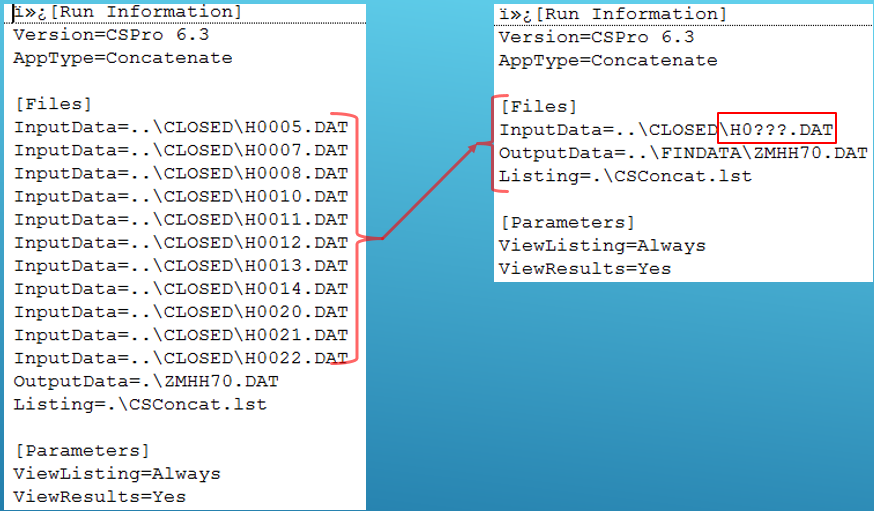 ï»¿[Run Information]
Version=CSPro 6.3
AppType=Concatenate
[Files]
InputData=..\CLOSED\H0005.DAT
InputData=..\CLOSED\H0007.DAT
InputData=..\CLOSED\H0008.DAT
InputData=..\CLOSED\H0010.DAT
InputData=..\CLOSED\H0011.DAT
InputData=..\CLOSED\H0012.DAT
InputData=..\CLOSED\H0013.DAT
InputData=..\CLOSED\H0014.DAT
InputData=..\CLOSED\H0020.DAT
InputData=..\CLOSED\H0021.DAT
InputData=..\CLOSED\H0022.DAT
OutputData=.\ZMHH70.DAT
Listing=.\CSConcat.lst
[Parameters]
ViewListing=Always
ViewResults=Yes
ï»¿[Run Information]
Version=CSPro 6.3
AppType=Concatenate
[Files]
InputData=..\CLOSED\H0???.DAT
OutputData=..\FINDATA\ZMHH70.DAT
Listing=.\CSConcat.lst
[Parameters]
ViewListing=Always
ViewResults=Yes